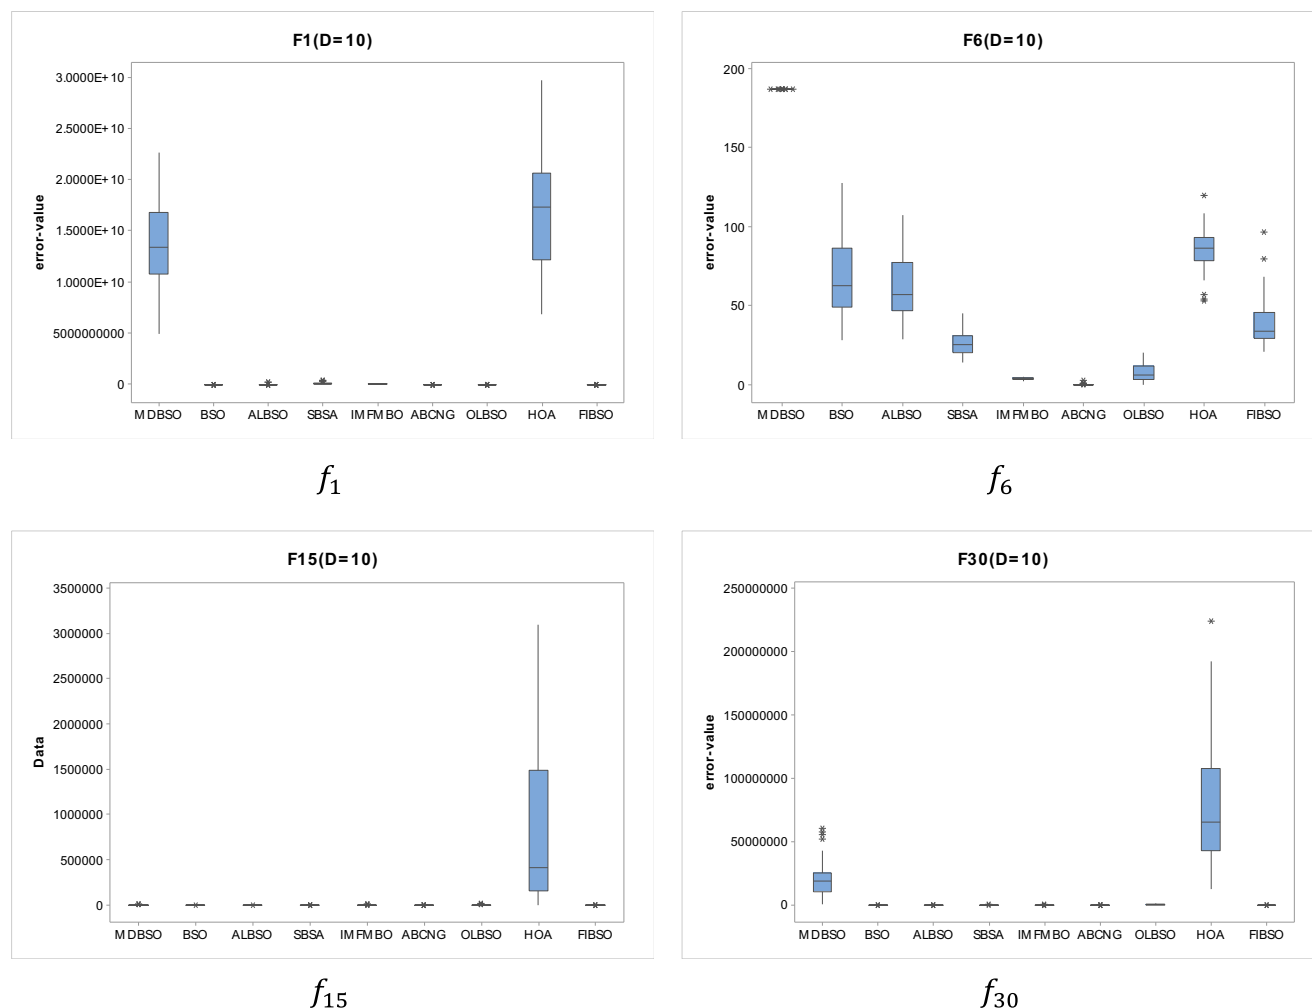 F1(D=10)
3.0000E+10
2.5000E+10
2.0000E+10
1.5000E+10
1.0000E+10
5000000000
0
error-value
MDBSO BSO ALBSO SBSA IMFMBO ABCNG OLBSO HOA FIBSO
f1
F6(D=10)
200
150
100
50
0
error-value
MDBSO BSO ALBSO SBSA IMFMBO ABCNG OLBSO HOA FIBSO
f6
F15(D=10)
3500000
3000000
2500000
2000000
1500000
1000000
500000
0
Data
MDBSO BSO ALBSO SBSA IMFMBO ABCNG OLBSO HOA FIBSO
f15
F30(D=10)
250000000
200000000
150000000
100000000
50000000
0
error-value
MDBSO BSO ALBSO SBSA IMFMBO ABCNG OLBSO HOA FIBSO
f30